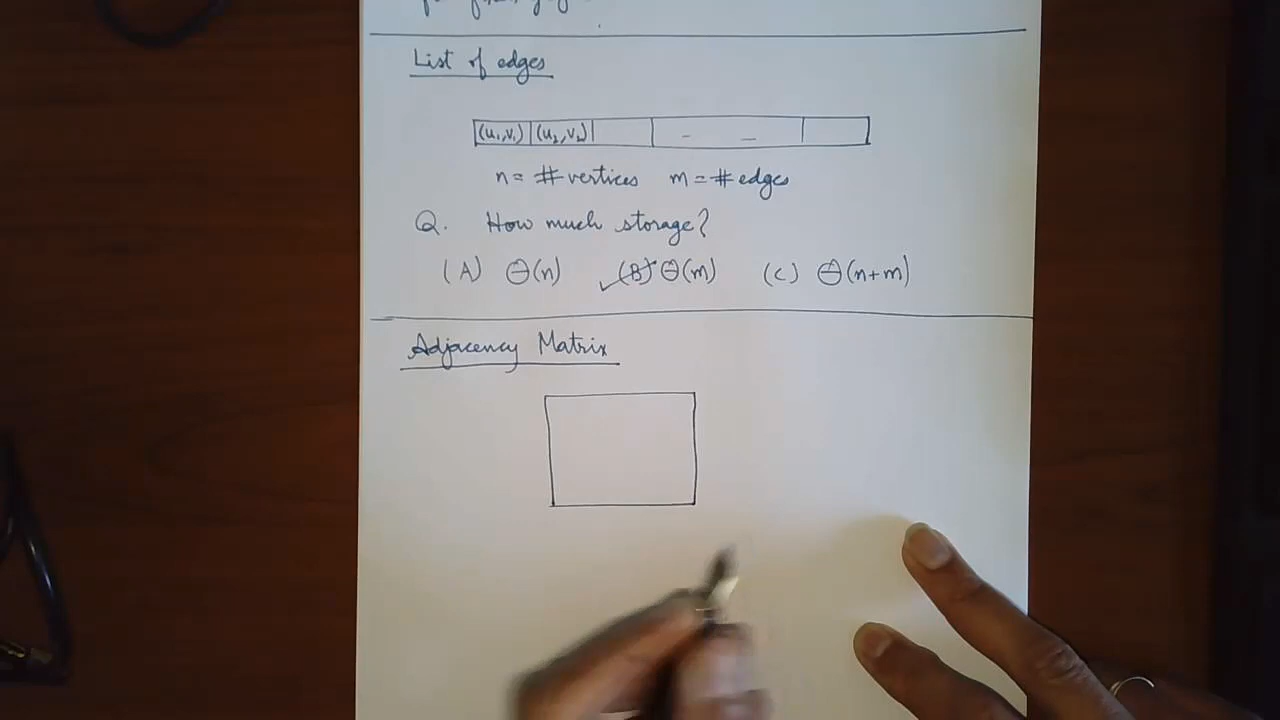 List of edges
(u₁,v₁) (u₂,v₂) – –
n = # vertices m = # edges
Q. How much storage?
(A) Θ(n) ✓(B) Θ(m) (C) Θ(n+m)
Adjacency Matrix